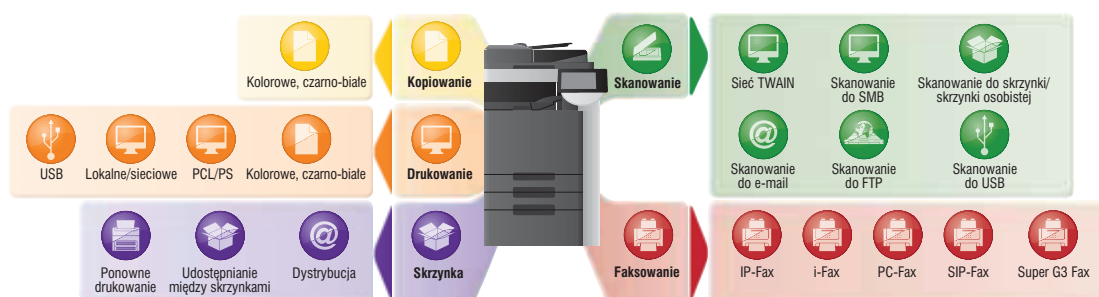 Kolorowe, czarno-białe
Kopiowanie
USB
Lokalne/sieciowe
PCL/PS
Kolorowe, czarno-białe
Drukowanie
Ponowne
drukowanie
Udostępnianie
między skrzynkami
Dystrybucja
Skrzynka
Skanowanie
Sieć TWAIN
Skanowanie
do SMB
Skanowanie do skrzynki/
skrzynki osobistej
Skanowanie
do e-mail
Skanowanie
do FTP
Skanowanie
do USB
Faksowanie
IP-Fax
i-Fax
PC-Fax
SIP-Fax
Super G3 Fax